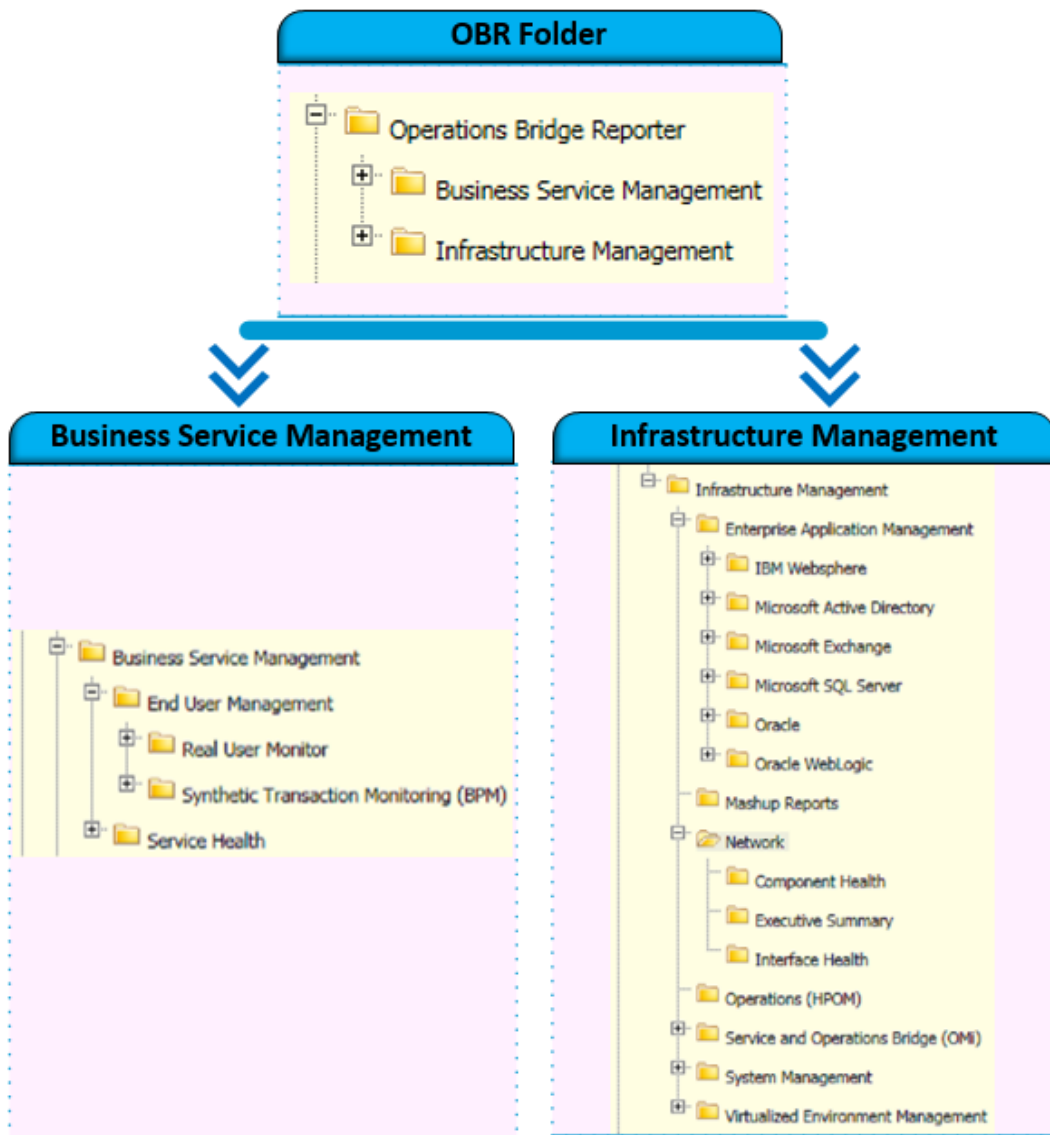 OBR Folder
Operations Bridge Reporter
Business Service Management
Infrastructure Management
Business Service Management
Business Service Management
End User Management
Real User Monitor
Synthetic Transaction Monitoring (BPM)
Service Health
Infrastructure Management
Infrastructure Management
Enterprise Application Management
IBM Websphere
Microsoft Active Directory
Microsoft Exchange
Microsoft SQL Server
Oracle
Oracle WebLogic
Mashup Reports
Network
Component Health
Executive Summary
Interface Health
Operations (HPOM)
Service and Operations Bridge (OMi)
System Management
Virtualized Environment Management